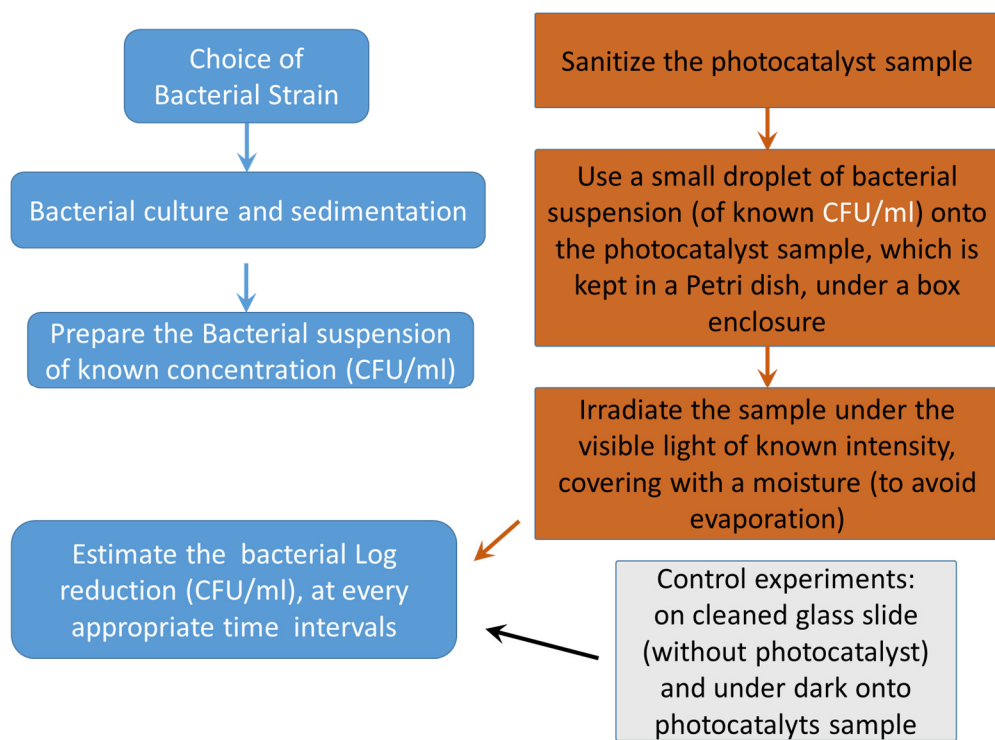 Choice of
Bacterial Strain
Bacterial culture and sedimentation
Prepare the Bacterial suspension
of known concentration (CFU/ml)
Estimate the bacterial Log
reduction (CFU/ml), at every
appropriate time intervals
Sanitize the photocatalyst sample
Use a small droplet of bacterial
suspension (of known CFU/ml) onto
the photocatalyst sample, which is
kept in a Petri dish, under a box
enclosure
Irradiate the sample under the
visible light of known intensity,
covering with a moisture (to avoid
evaporation)
Control experiments:
on cleaned glass slide
(without photocatalyst)
and under dark onto
photocatalyts sample